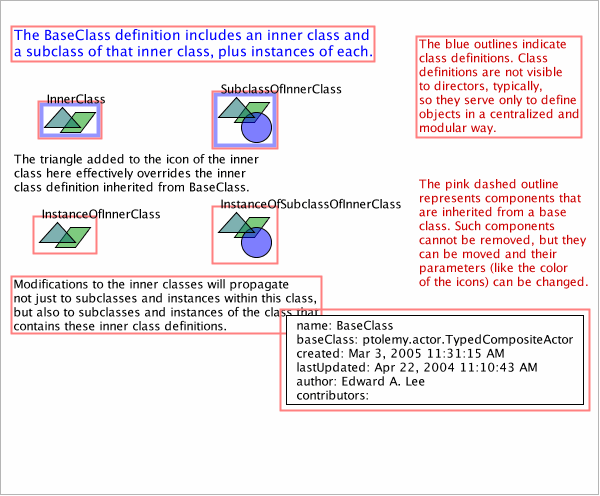 The BaseClass definition includes an inner class and
a subclass of that inner class, plus instances of each.
The blue outlines indicate
class definitions. Class
definitions are not visible
to directors, typically,
so they serve only to define
objects in a centralized and
modular way.
InnerClass
SubclassOfInnerClass
The triangle added to the icon of the inner
class here effectively overrides the inner
class definition inherited from BaseClass.
InstanceOfInnerClass
InstanceOfSubclassOfInnerClass
The pink dashed outline
represents components that
are inherited from a base
class. Such components
cannot be removed, but they
can be moved and their
parameters (like the color
of the icons) can be changed.
Modifications to the inner classes will propagate
not just to subclasses and instances within this class,
but also to subclasses and instances of the class that
contains these inner class definitions.
name: BaseClass
baseClass: ptolemy.actor.TypedCompositeActor
created: Mar 3, 2005 11:31:15 AM
lastUpdated: Apr 22, 2004 11:10:43 AM
author: Edward A. Lee
contributors: